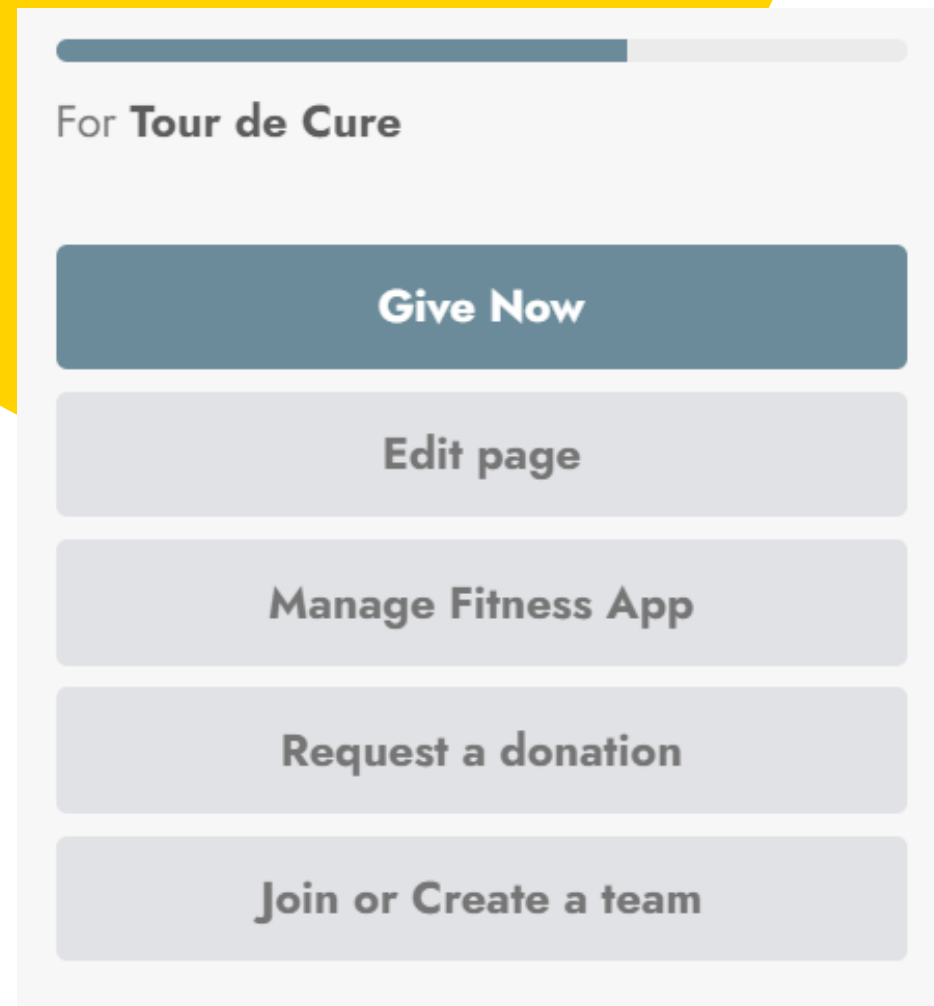 For Tour de Cure
Give Now
Edit page
Manage Fitness App
Request a donation
Join or Create a team